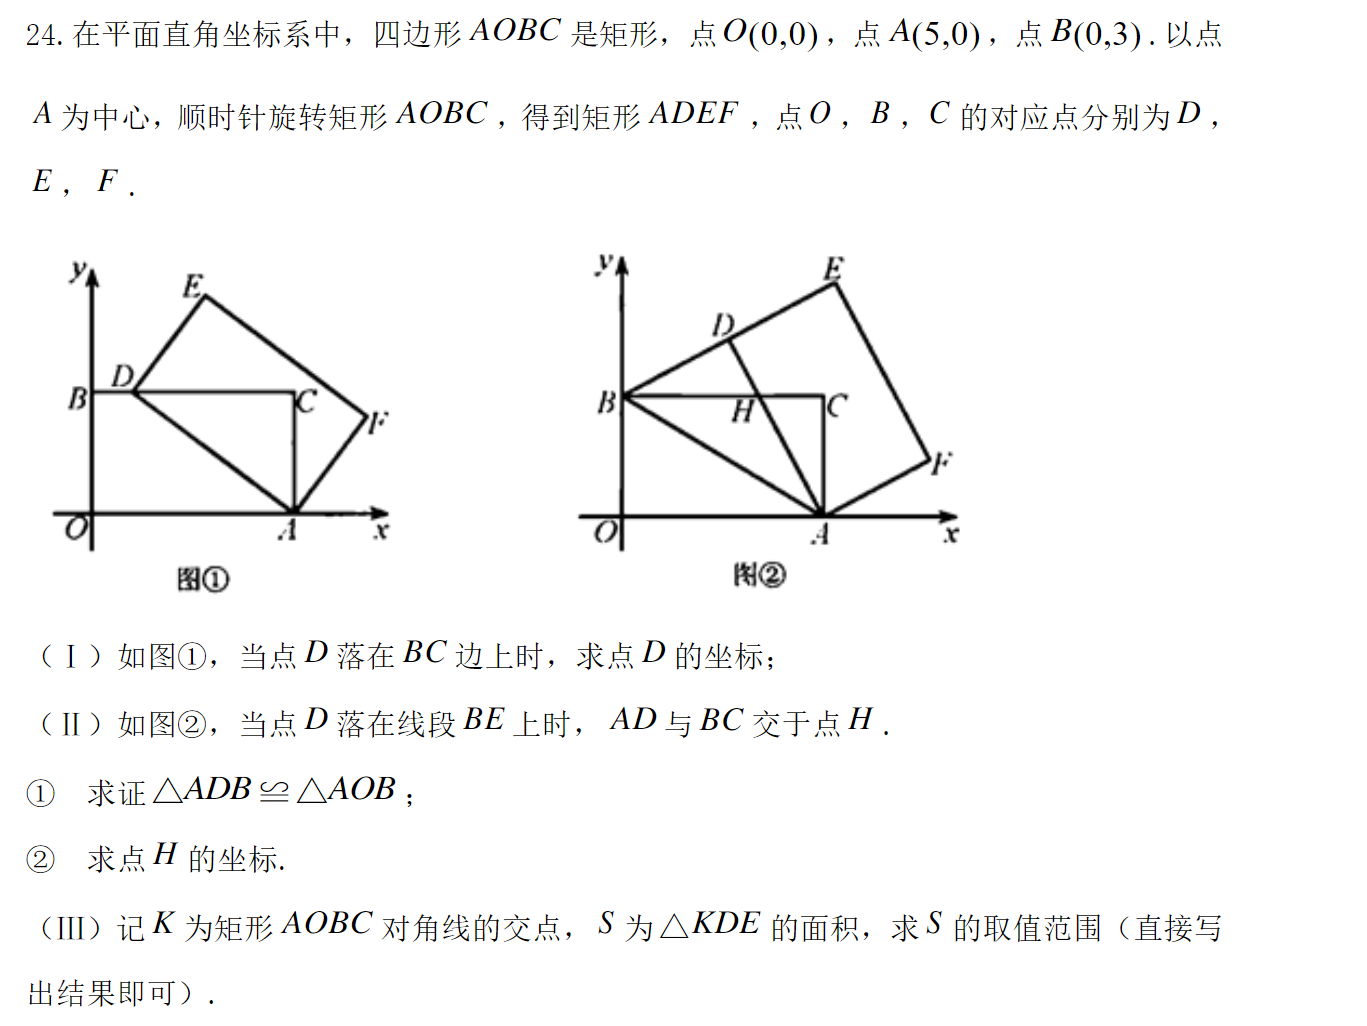 24. 在平面直角坐标系中，四边形 AOBC 是矩形，点 O(0,0)，点 A(5,0)，点 B(0,3). 以点
A 为中心，顺时针旋转矩形 AOBC，得到矩形 ADEF，点 O，B，C 的对应点分别为 D，
E，F.
y E D B C F O A x
图①
y E D B H C F O A x
图②
（Ⅰ）如图①，当点 D 落在 BC 边上时，求点 D 的坐标；
（Ⅱ）如图②，当点 D 落在线段 BE 上时，AD 与 BC 交于点 H.
① 求证 △ADB ≌ △AOB；
② 求点 H 的坐标.
（Ⅲ）记 K 为矩形 AOBC 对角线的交点，S 为 △KDE 的面积，求 S 的取值范围（直接写
出结果即可）.